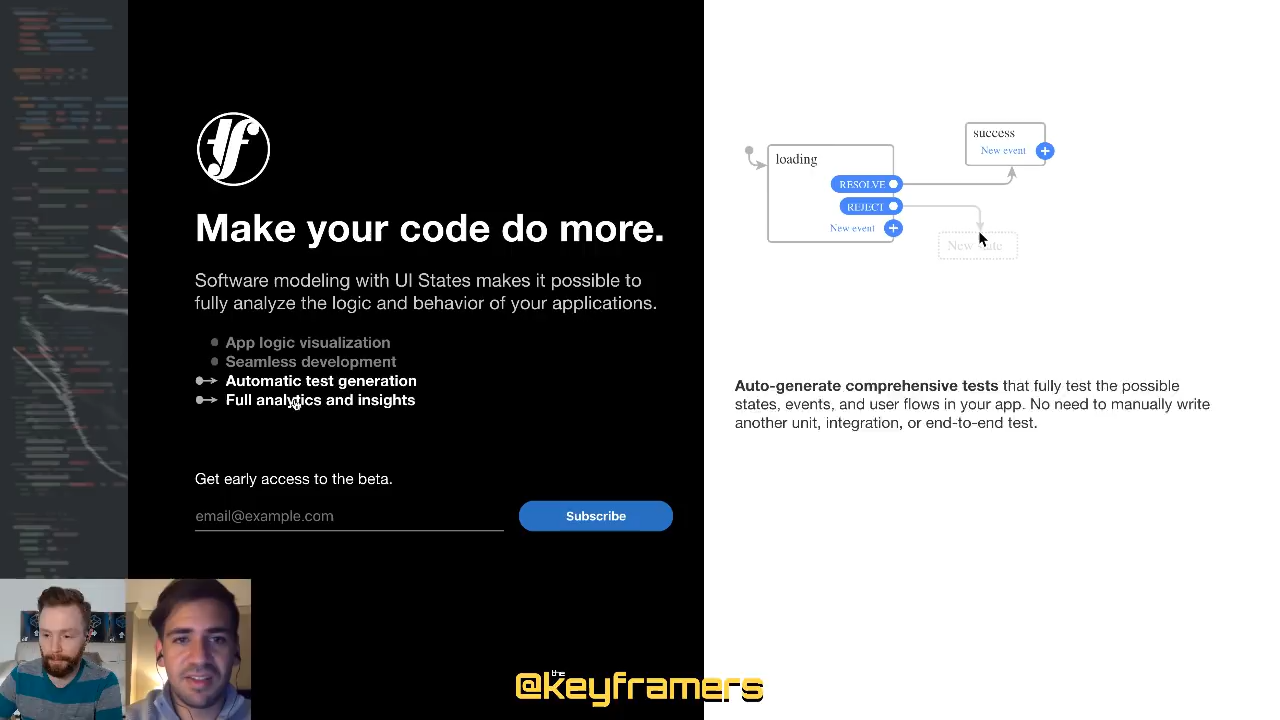 Make your code do more.
Software modeling with UI States makes it possible to
fully analyze the logic and behavior of your applications.
App logic visualization
Seamless development
Automatic test generation
Full analytics and insights
Get early access to the beta.
email@example.com
Subscribe
loading
RESOLVE
REJECT
New event
success
New event
New
Auto-generate comprehensive tests that fully test the possible
states, events, and user flows in your app. No need to manually write
another unit, integration, or end-to-end test.
the
@keyframers